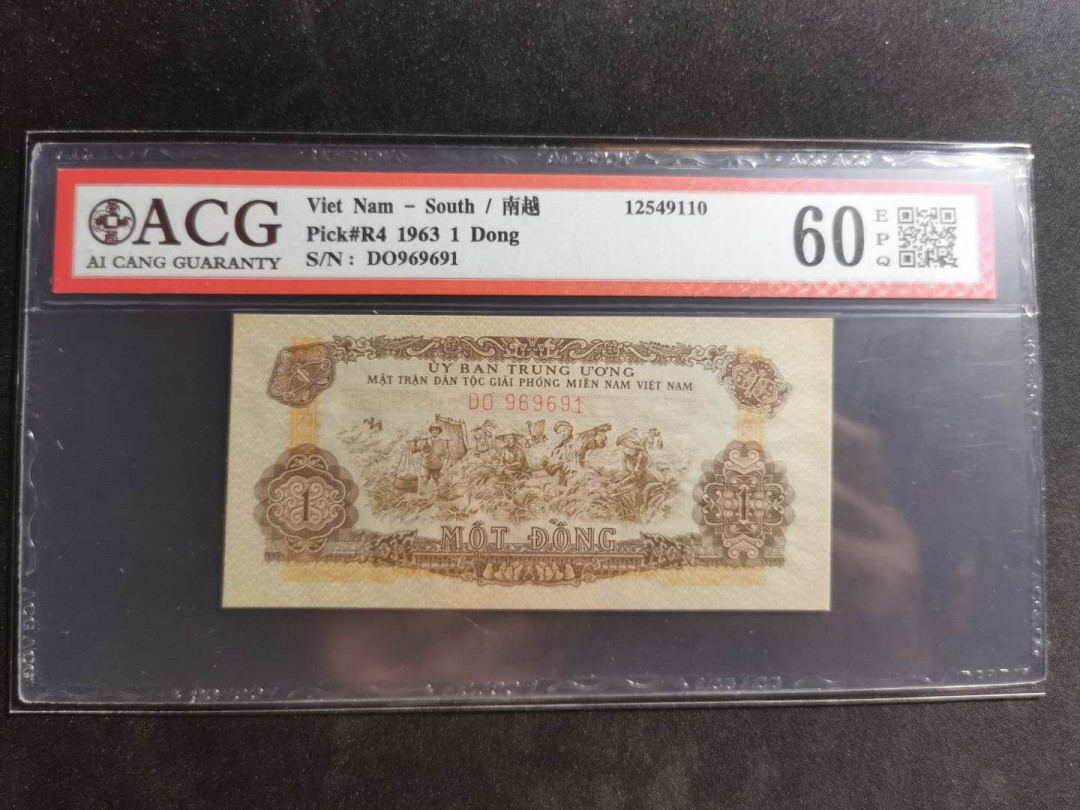 ACG
AI CANG GUARANTY
Viet Nam - South / 南越
12549110
Pick#R4 1963 1 Dong
S/N : DO969691
60
EPQ
ỦY BAN TRUNG ƯƠNG
MẶT TRẬN DÂN TỘC GIẢI PHÓNG MIỀN NAM VIỆT NAM
DO 969691
1
1
MỘT ĐỒNG